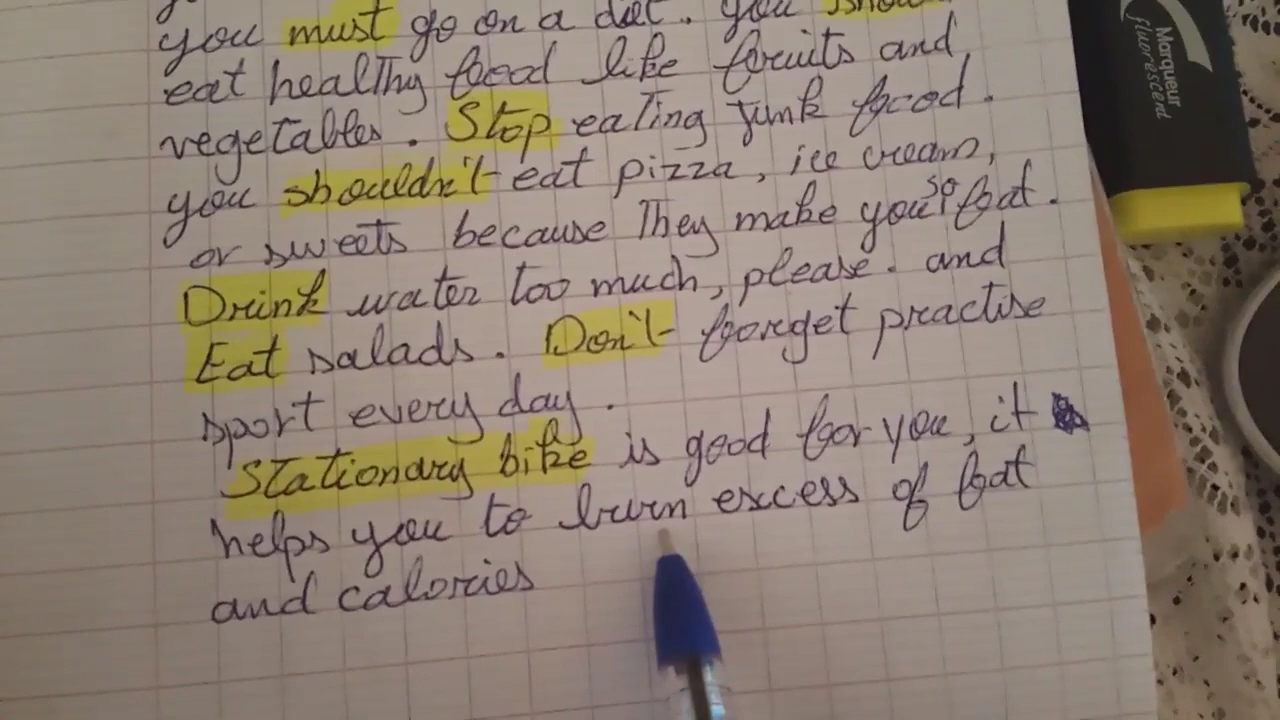 you must go on a diet. you should
eat healthy food like fruits and
vegetables. Stop eating junk food.
you shouldn't eat pizza, ice cream,
or sweets because they make you so fat.
Drink water too much, please. and
Eat salads. Don't forget practise
sport every day.
Stationary bike is good for you, it
helps you to burn excess of fat
and calories
Marqueur
fluorescent